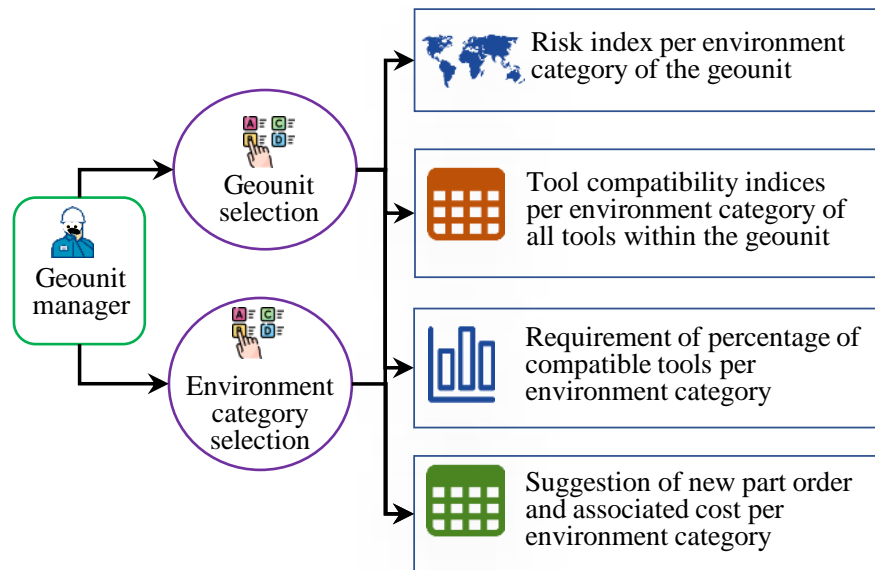 Geounit
manager
A C
B D
Geounit
selection
A C
B D
Environment
category
selection
Risk index per environment
category of the geounit
Tool compatibility indices
per environment category of
all tools within the geounit
Requirement of percentage of
compatible tools per
environment category
Suggestion of new part order
and associated cost per
environment category